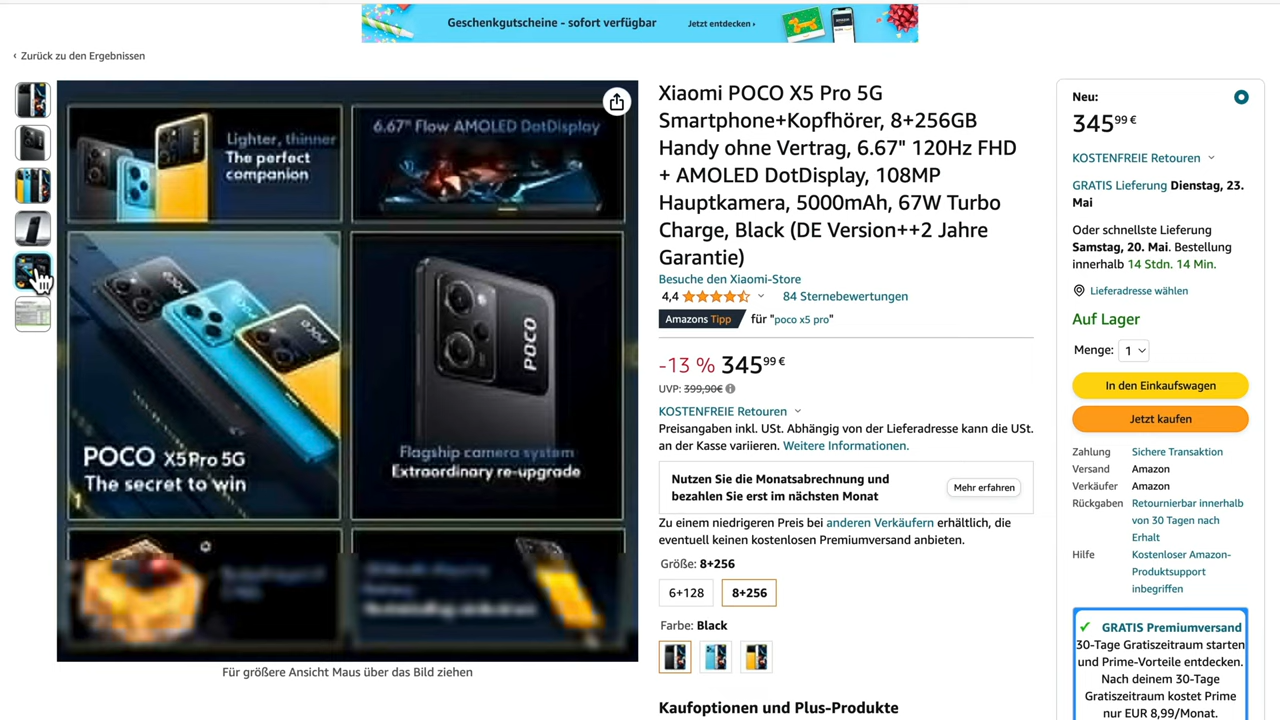 Geschenkgutscheine - sofort verfügbar
Jetzt entdecken ›
‹ Zurück zu den Ergebnissen
Lighter, thinner
The perfect
companion
6.67" Flow AMOLED DotDisplay
POCO X5 Pro 5G
The secret to win
POCO
Flagship camera system
Extraordinary re-upgrade
Für größere Ansicht Maus über das Bild ziehen
Xiaomi POCO X5 Pro 5G
Smartphone+Kopfhörer, 8+256GB
Handy ohne Vertrag, 6.67" 120Hz FHD
+ AMOLED DotDisplay, 108MP
Hauptkamera, 5000mAh, 67W Turbo
Charge, Black (DE Version++2 Jahre
Garantie)
Besuche den Xiaomi-Store
4,4 84 Sternebewertungen
Amazons Tipp für "poco x5 pro"
-13 % 345 99 €
UVP: 399,90€
KOSTENFREIE Retouren
Preisangaben inkl. USt. Abhängig von der Lieferadresse kann die USt.
an der Kasse variieren. Weitere Informationen.
Nutzen Sie die Monatsabrechnung und
bezahlen Sie erst im nächsten Monat
Mehr erfahren
Zu einem niedrigeren Preis bei anderen Verkäufern erhältlich, die
eventuell keinen kostenlosen Premiumversand anbieten.
Größe: 8+256
6+128 8+256
Farbe: Black
Kaufoptionen und Plus-Produkte
Neu:
345 99 €
KOSTENFREIE Retouren
GRATIS Lieferung Dienstag, 23.
Mai
Oder schnellste Lieferung
Samstag, 20. Mai. Bestellung
innerhalb 14 Stdn. 14 Min.
Lieferadresse wählen
Auf Lager
Menge: 1
In den Einkaufswagen
Jetzt kaufen
Zahlung Sichere Transaktion
Versand Amazon
Verkäufer Amazon
Rückgaben Retournierbar innerhalb
von 30 Tagen nach
Erhalt
Hilfe Kostenloser Amazon-
Produktsupport
inbegriffen
GRATIS Premiumversand
30-Tage Gratiszeitraum starten
und Prime-Vorteile entdecken.
Nach deinem 30-Tage
Gratiszeitraum kostet Prime
nur EUR 8,99/Monat.